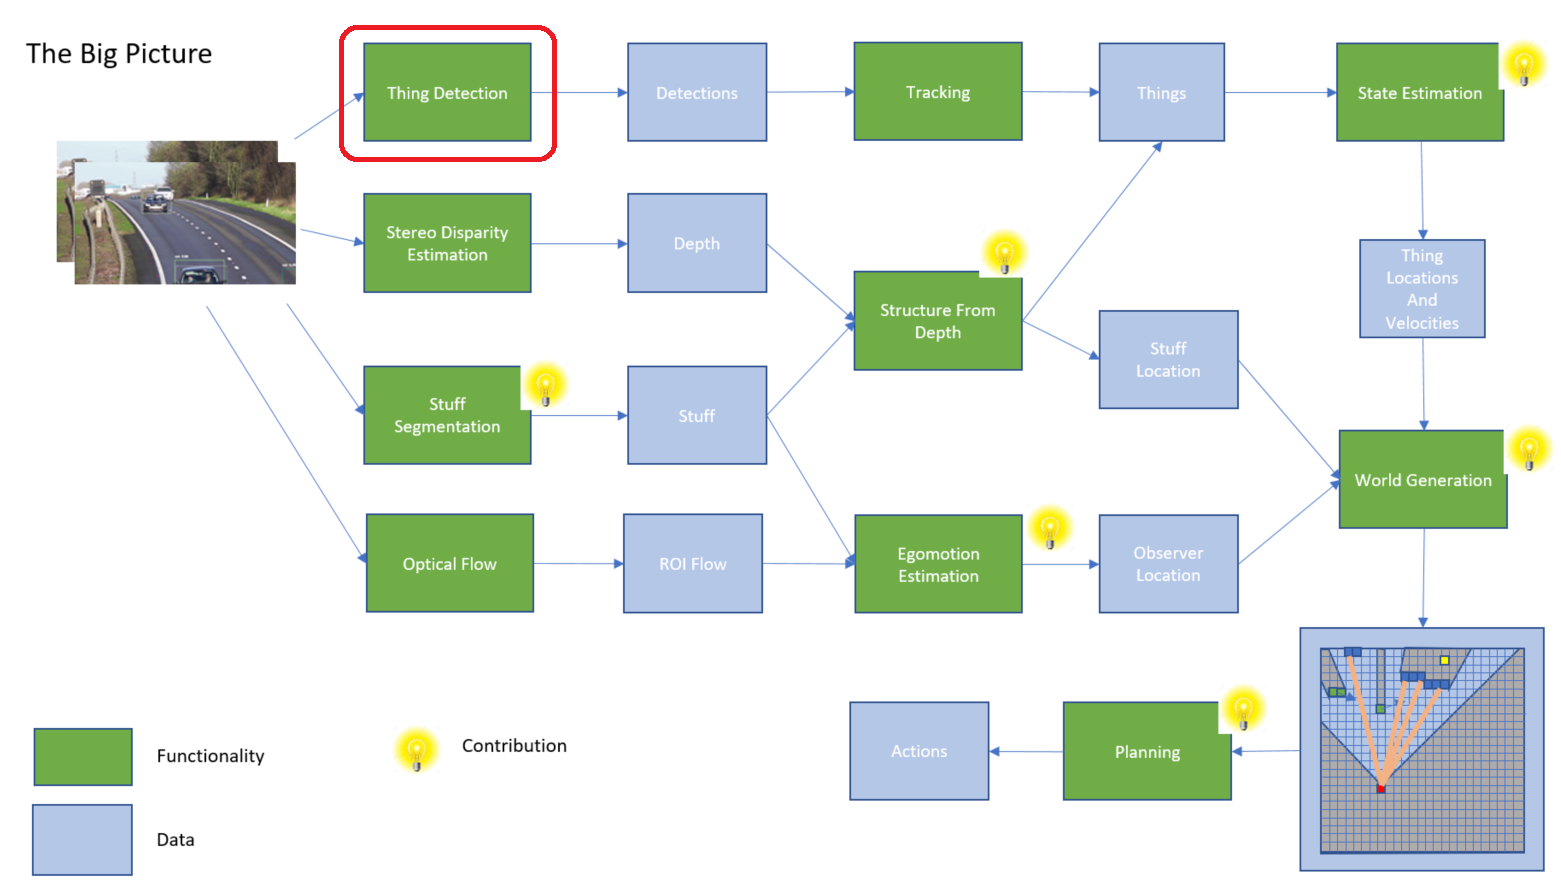 The Big Picture
Thing Detection
Detections
Tracking
Things
State Estimation
Stereo Disparity
Estimation
Depth
Structure From
Depth
Stuff
Location
Thing
Locations
And
Velocities
Stuff
Segmentation
Stuff
World Generation
Optical Flow
ROI Flow
Egomotion
Estimation
Observer
Location
Actions
Planning
Functionality
Contribution
Data